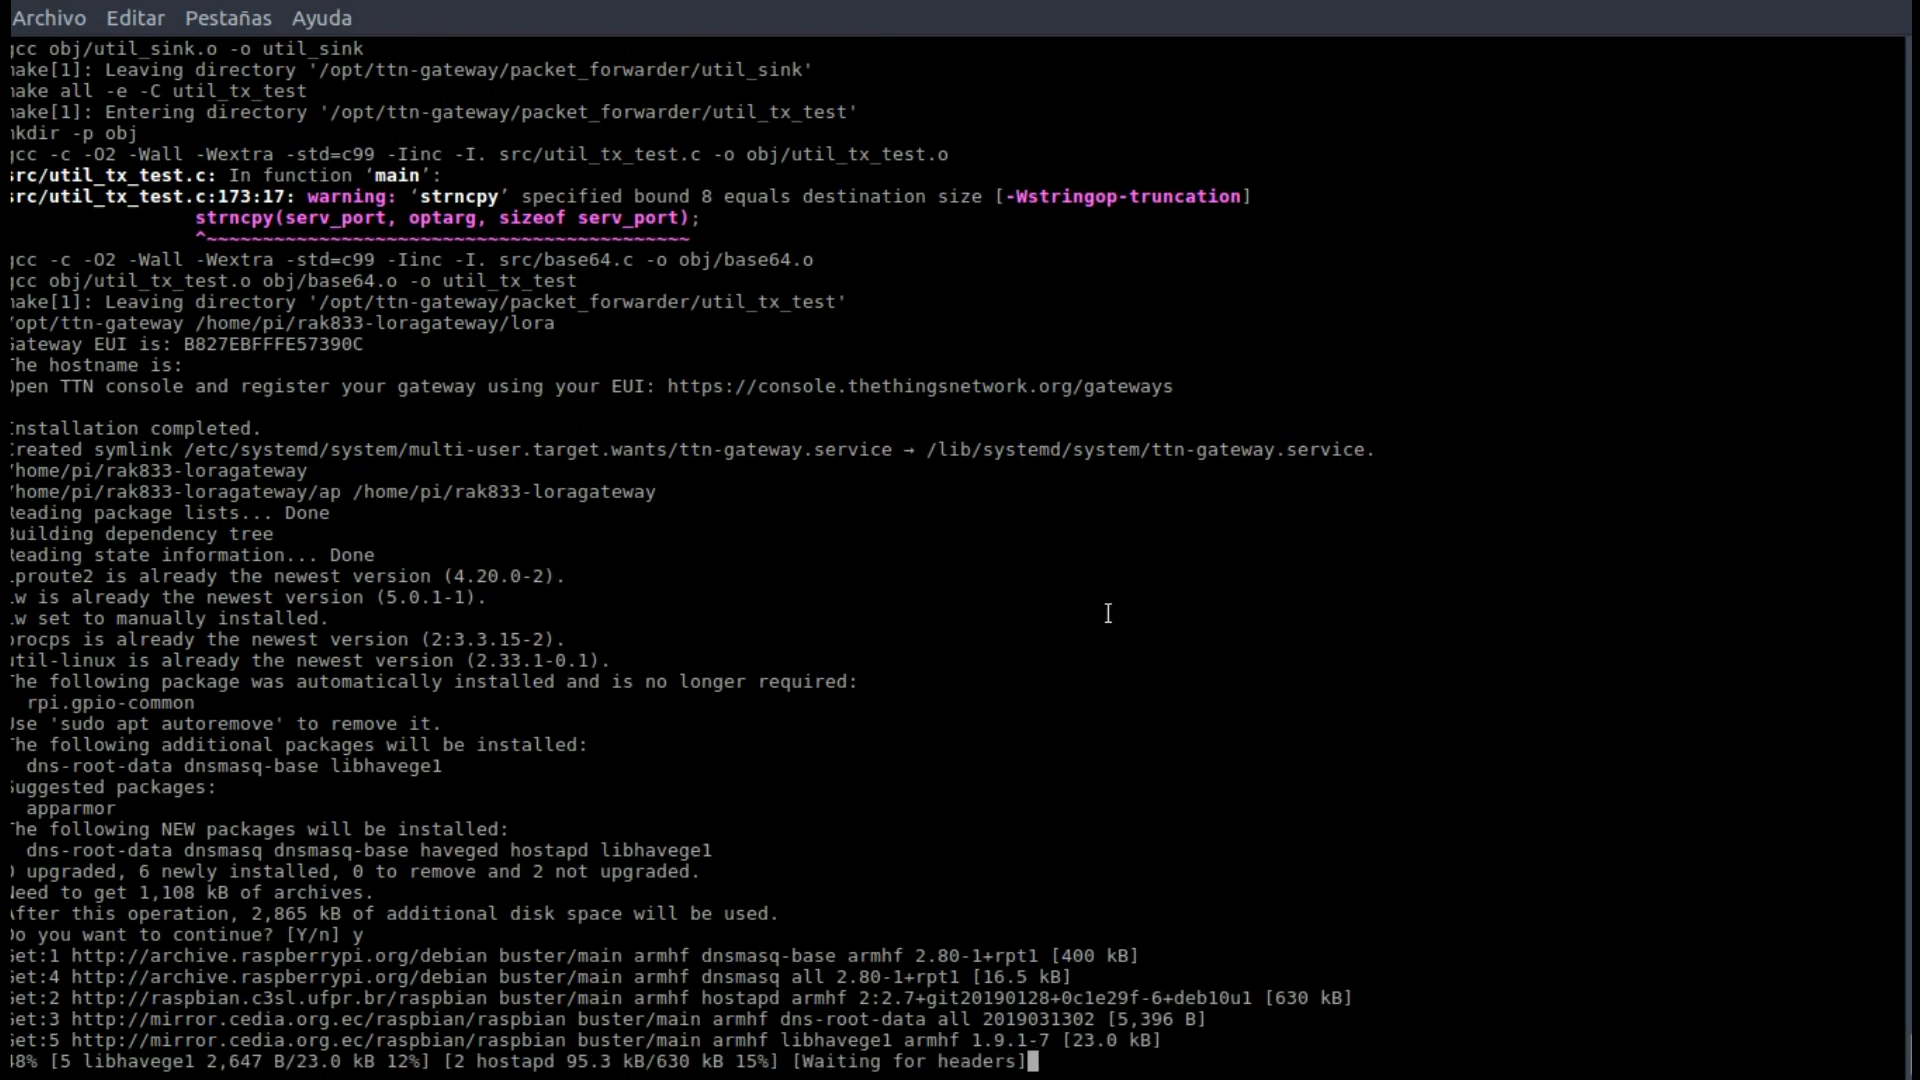 Archivo Editar Pestañas Ayuda
gcc obj/util_sink.o -o util_sink
make[1]: Leaving directory '/opt/ttn-gateway/packet_forwarder/util_sink'
make all -e -C util_tx_test
make[1]: Entering directory '/opt/ttn-gateway/packet_forwarder/util_tx_test'
mkdir -p obj
gcc -c -O2 -Wall -Wextra -std=c99 -Iinc -I. src/util_tx_test.c -o obj/util_tx_test.o
src/util_tx_test.c: In function ‘main’:
src/util_tx_test.c:173:17: warning: ‘strncpy’ specified bound 8 equals destination size [-Wstringop-truncation]
strncpy(serv_port, optarg, sizeof serv_port);
^~~~~~~~~~~~~~~~~~~~~~~~~~~~~~~~~~~~~~~~~~~~
gcc -c -O2 -Wall -Wextra -std=c99 -Iinc -I. src/base64.c -o obj/base64.o
gcc obj/util_tx_test.o obj/base64.o -o util_tx_test
make[1]: Leaving directory '/opt/ttn-gateway/packet_forwarder/util_tx_test'
/opt/ttn-gateway /home/pi/rak833-loragateway/lora
Gateway EUI is: B827EBFFFE57390C
The hostname is:
Open TTN console and register your gateway using your EUI: https://console.thethingsnetwork.org/gateways
Installation completed.
Created symlink /etc/systemd/system/multi-user.target.wants/ttn-gateway.service → /lib/systemd/system/ttn-gateway.service.
/home/pi/rak833-loragateway
/home/pi/rak833-loragateway/ap /home/pi/rak833-loragateway
Reading package lists... Done
Building dependency tree
Reading state information... Done
iproute2 is already the newest version (4.20.0-2).
iw is already the newest version (5.0.1-1).
iw set to manually installed.
procps is already the newest version (2:3.3.15-2).
util-linux is already the newest version (2.33.1-0.1).
The following package was automatically installed and is no longer required:
rpi.gpio-common
Use 'sudo apt autoremove' to remove it.
The following additional packages will be installed:
dns-root-data dnsmasq-base libhavege1
Suggested packages:
apparmor
The following NEW packages will be installed:
dns-root-data dnsmasq dnsmasq-base haveged hostapd libhavege1
0 upgraded, 6 newly installed, 0 to remove and 2 not upgraded.
Need to get 1,108 kB of archives.
After this operation, 2,865 kB of additional disk space will be used.
Do you want to continue? [Y/n] y
Get:1 http://archive.raspberrypi.org/debian buster/main armhf dnsmasq-base armhf 2.80-1+rpt1 [400 kB]
Get:4 http://archive.raspberrypi.org/debian buster/main armhf dnsmasq all 2.80-1+rpt1 [16.5 kB]
Get:2 http://raspbian.c3sl.ufpr.br/raspbian buster/main armhf hostapd armhf 2:2.7+git20190128+0c1e29f-6+deb10u1 [630 kB]
Get:3 http://mirror.cedia.org.ec/raspbian/raspbian buster/main armhf dns-root-data all 2019031302 [5,396 B]
Get:5 http://mirror.cedia.org.ec/raspbian/raspbian buster/main armhf libhavege1 armhf 1.9.1-7 [23.0 kB]
48% [5 libhavege1 2,647 B/23.0 kB 12%] [2 hostapd 95.3 kB/630 kB 15%] [Waiting for headers]